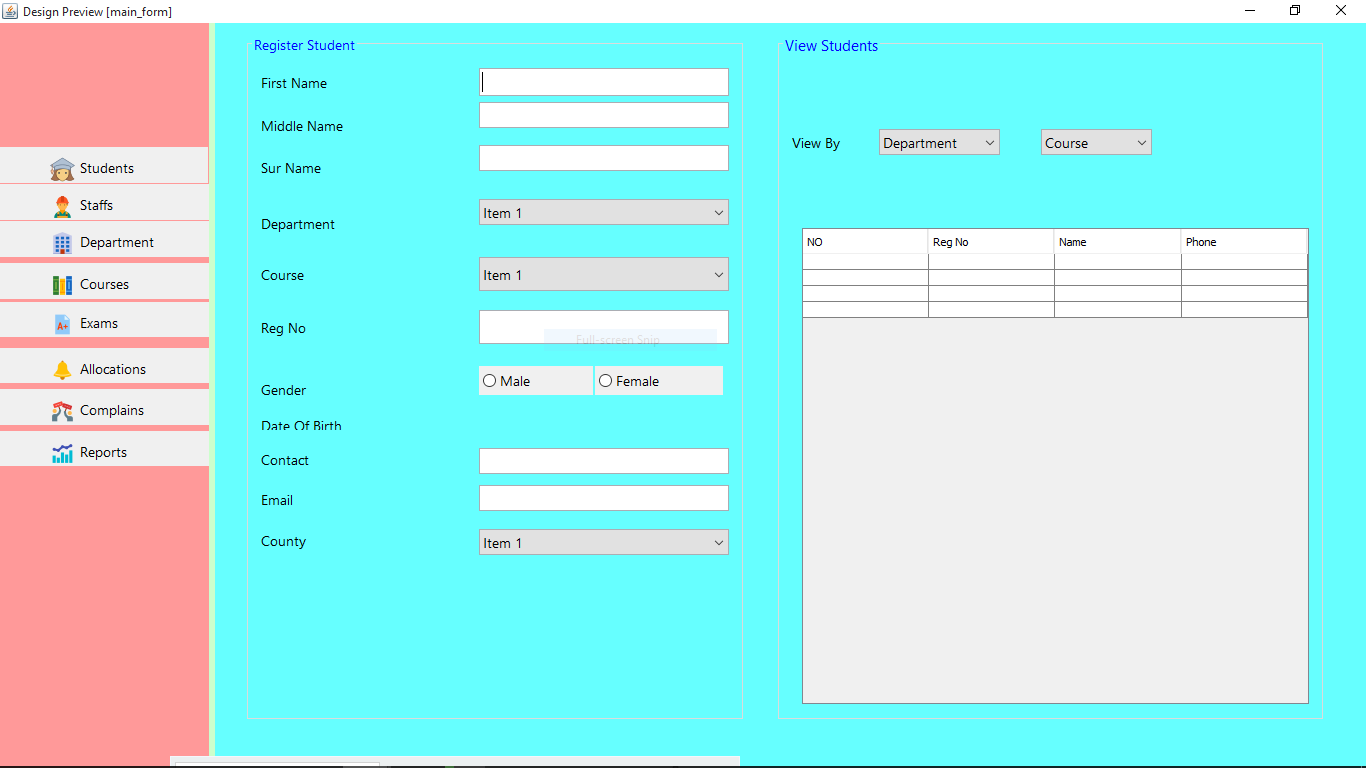 Design Preview [main_form]
Students
Staffs
Department
Courses
Exams
Allocations
Complains
Reports
Register Student
First Name
Middle Name
Sur Name
Department Item 1
Course Item 1
Reg No
Full-screen Snip
Gender Male Female
Date Of Birth
Contact
Email
County Item 1
View Students
View By Department Course
NO Reg No Name Phone